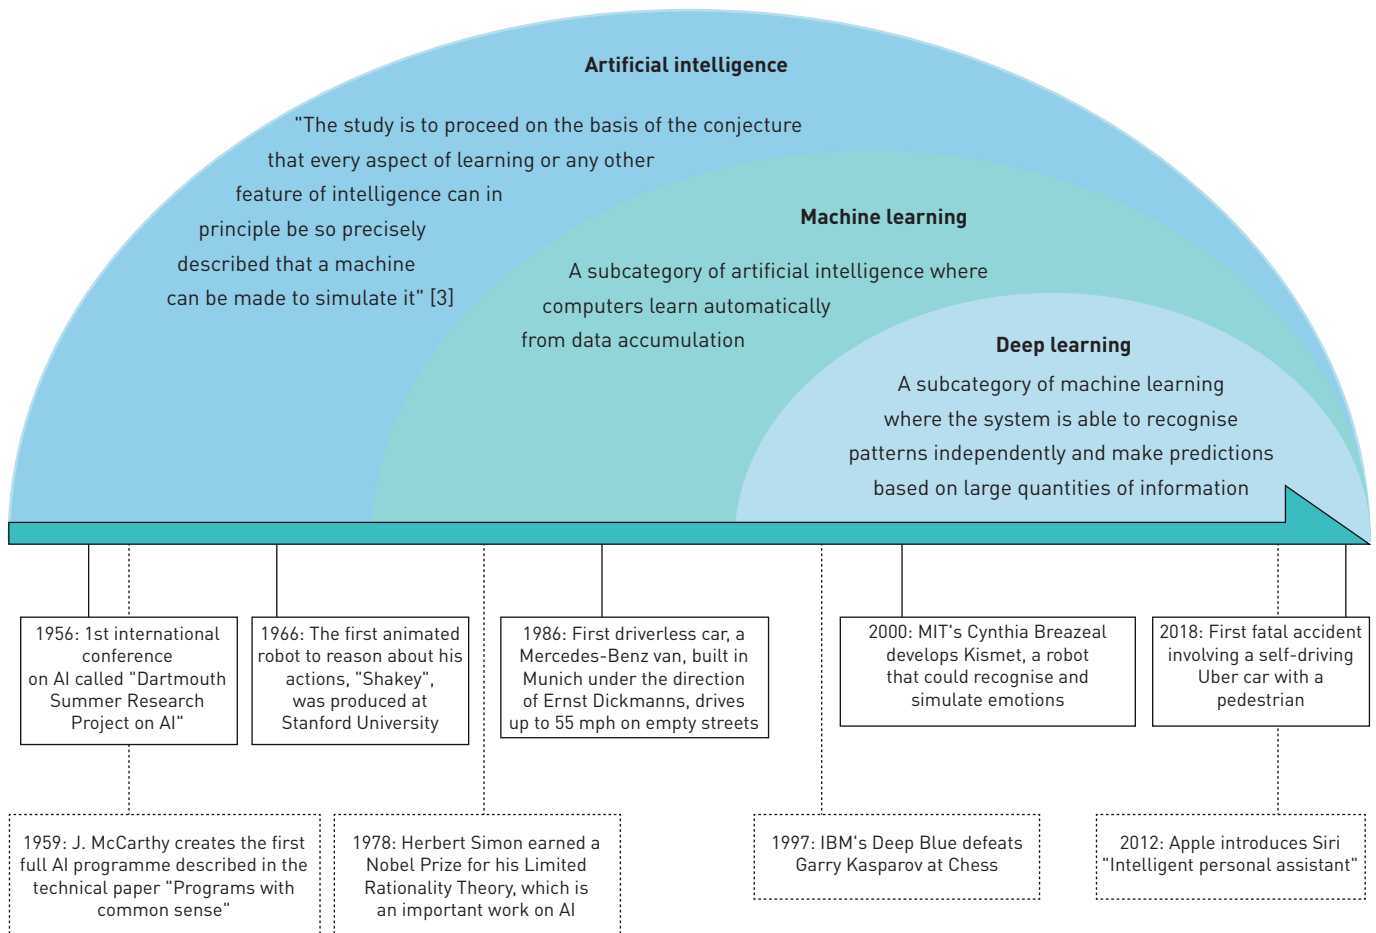 Artificial intelligence
"The study is to proceed on the basis of the conjecture
that every aspect of learning or any other
feature of intelligence can in
principle be so precisely
described that a machine
can be made to simulate it" [3]
Machine learning
A subcategory of artificial intelligence where
computers learn automatically
from data accumulation
Deep learning
A subcategory of machine learning
where the system is able to recognise
patterns independently and make predictions
based on large quantities of information
1956: 1st international
conference
on AI called "Dartmouth
Summer Research
Project on AI"
1966: The first animated
robot to reason about his
actions, "Shakey",
was produced at
Stanford University
1986: First driverless car, a
Mercedes-Benz van, built in
Munich under the direction
of Ernst Dickmanns, drives
up to 55 mph on empty streets
2000: MIT's Cynthia Breazeal
develops Kismet, a robot
that could recognise and
simulate emotions
2018: First fatal accident
involving a self-driving
Uber car with a
pedestrian
1959: J. McCarthy creates the first
full AI programme described in the
technical paper "Programs with
common sense"
1978: Herbert Simon earned a
Nobel Prize for his Limited
Rationality Theory, which is
an important work on AI
1997: IBM's Deep Blue defeats
Garry Kasparov at Chess
2012: Apple introduces Siri
"Intelligent personal assistant"